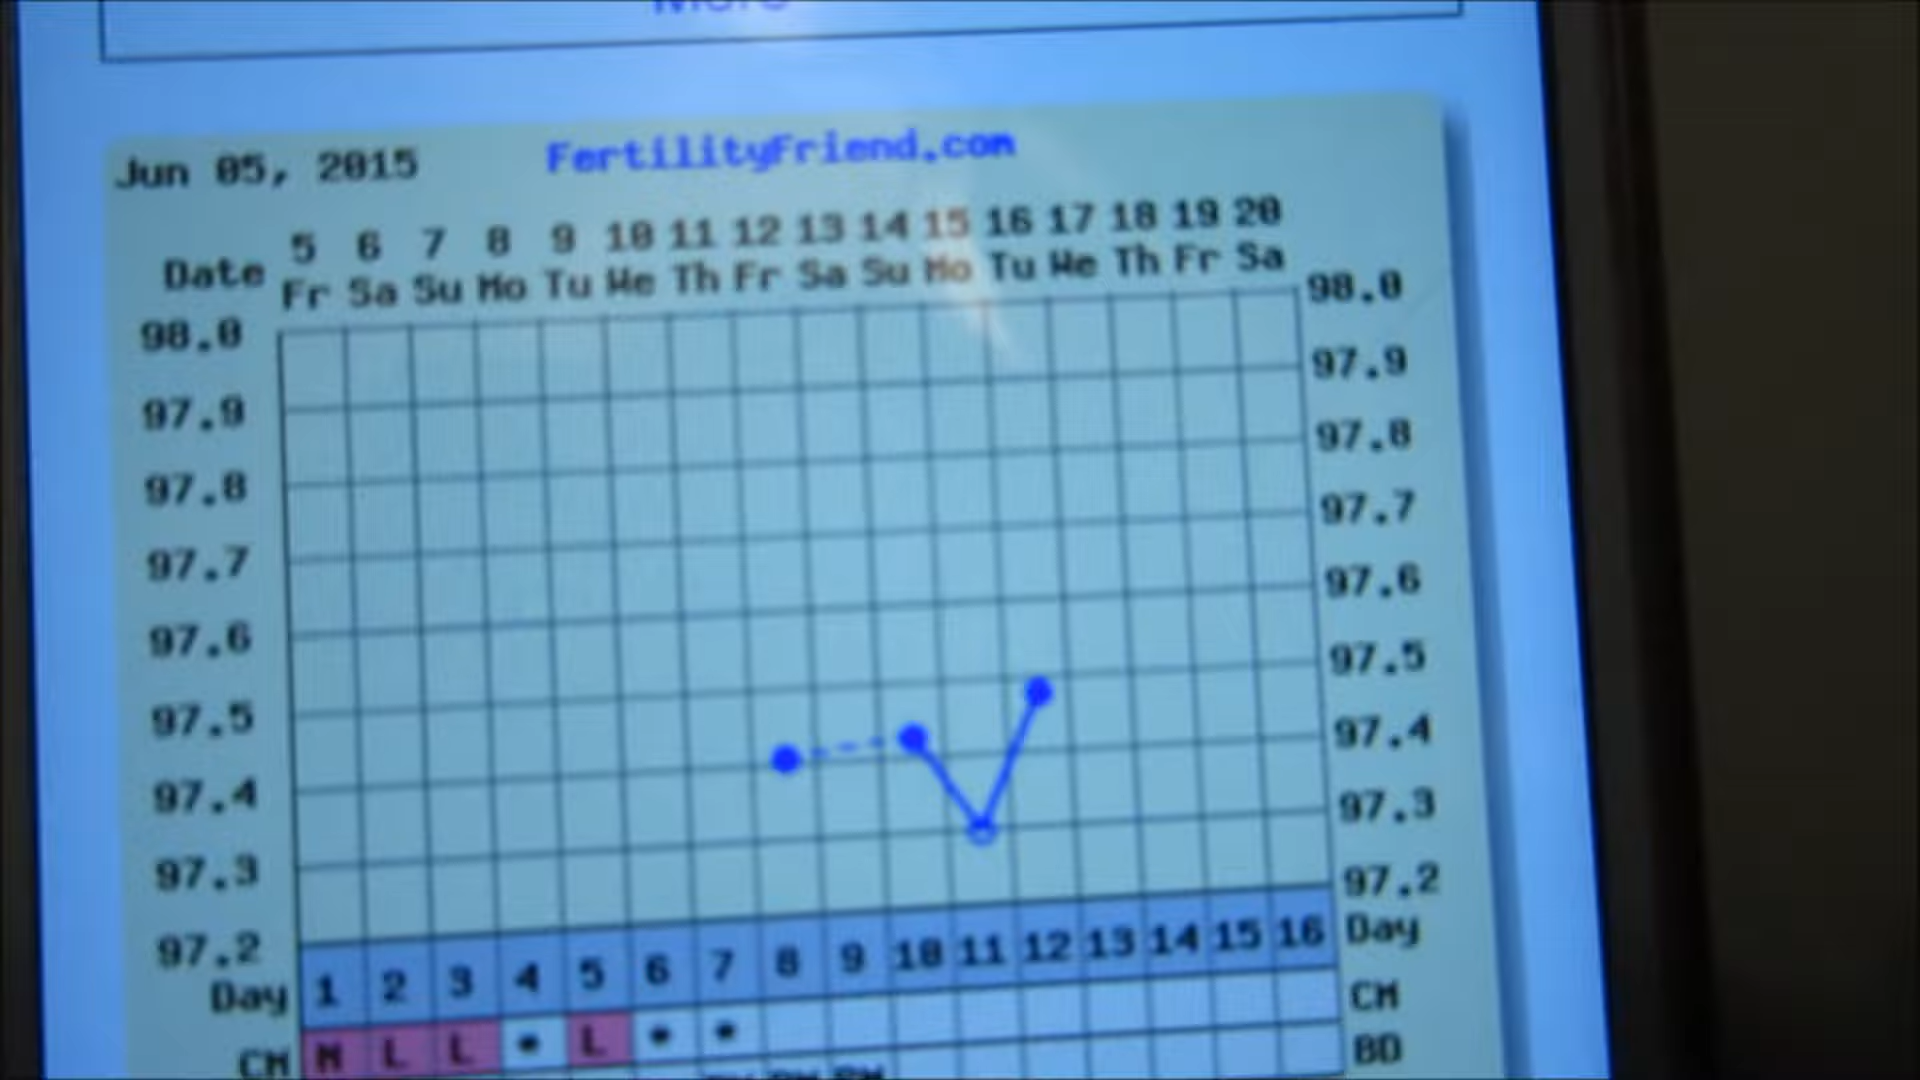 Jun 05, 2015 FertilityFriend.com
5 6 7 8 9 10 11 12 13 14 15 16 17 18 19 20
Date Fr Sa Su Mo Tu We Th Fr Sa Su Mo Tu We Th Fr Sa
98.0 98.0
97.9 97.9
97.8 97.8
97.7 97.7
97.6 97.6
97.5 97.5
97.4 97.4
97.3 97.3
97.2 97.2
Day 1 2 3 4 5 6 7 8 9 10 11 12 13 14 15 16 Day
CM M L L * L * * CM
BD